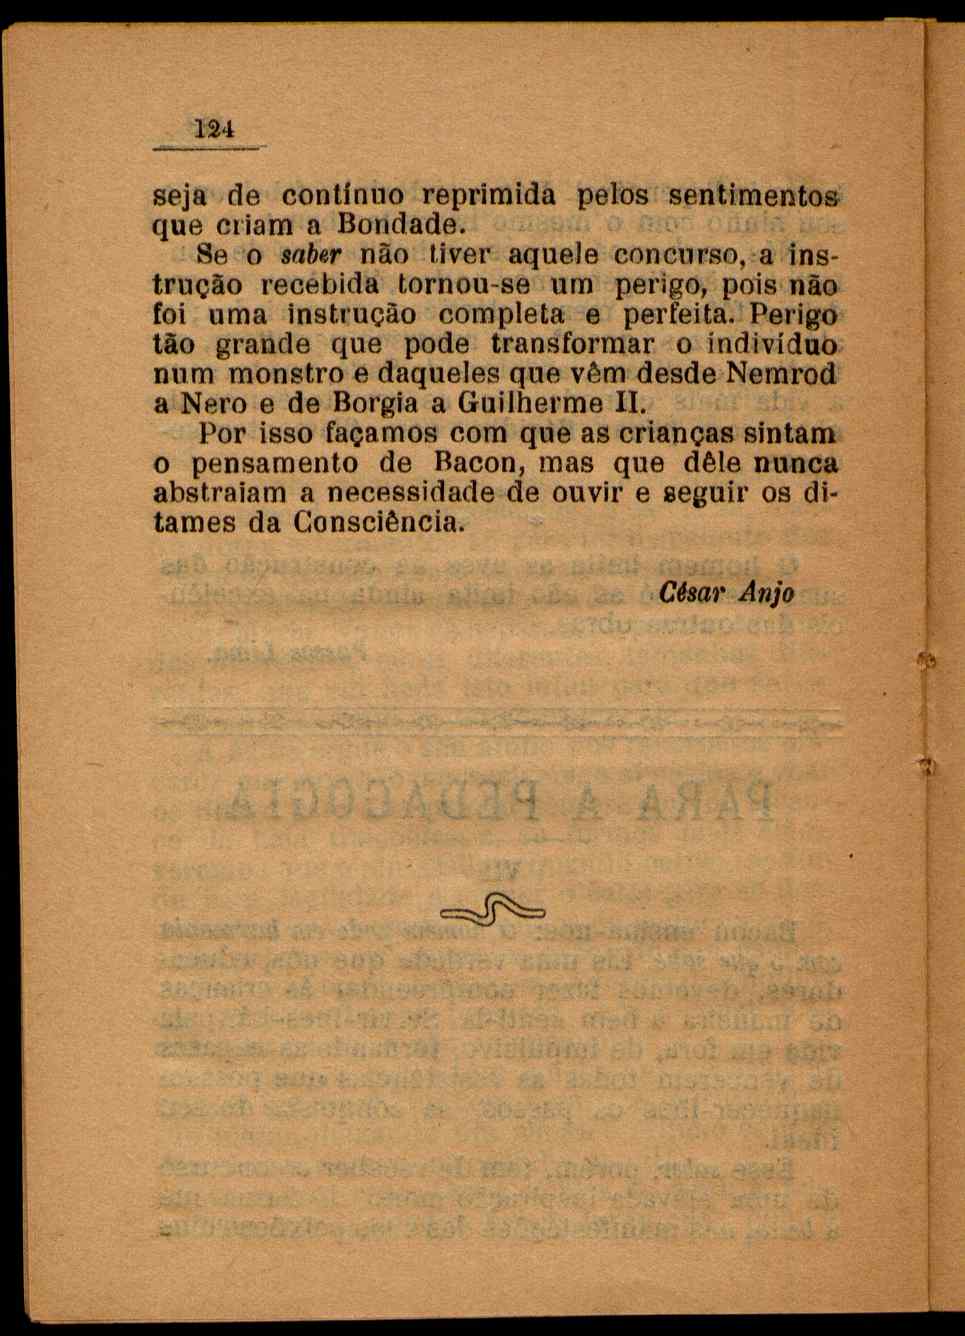 124
seja de contínuo reprimida pelos sentimentos
que criam a Bondade.
Se o saber não tiver aquele concurso, a ins-
trução recebida tornou-se um perigo, pois não
foi uma instrução completa e perfeita. Perigo
tão grande que pode transformar o indivíduo
num monstro e daqueles que vêm desde Nemrod
a Nero e de Borgia a Guilherme II.
Por isso façamos com que as crianças sintam
o pensamento de Bacon, mas que dêle nunca
abstraiam a necessidade de ouvir e seguir os di-
tames da Consciência.
César Anjo